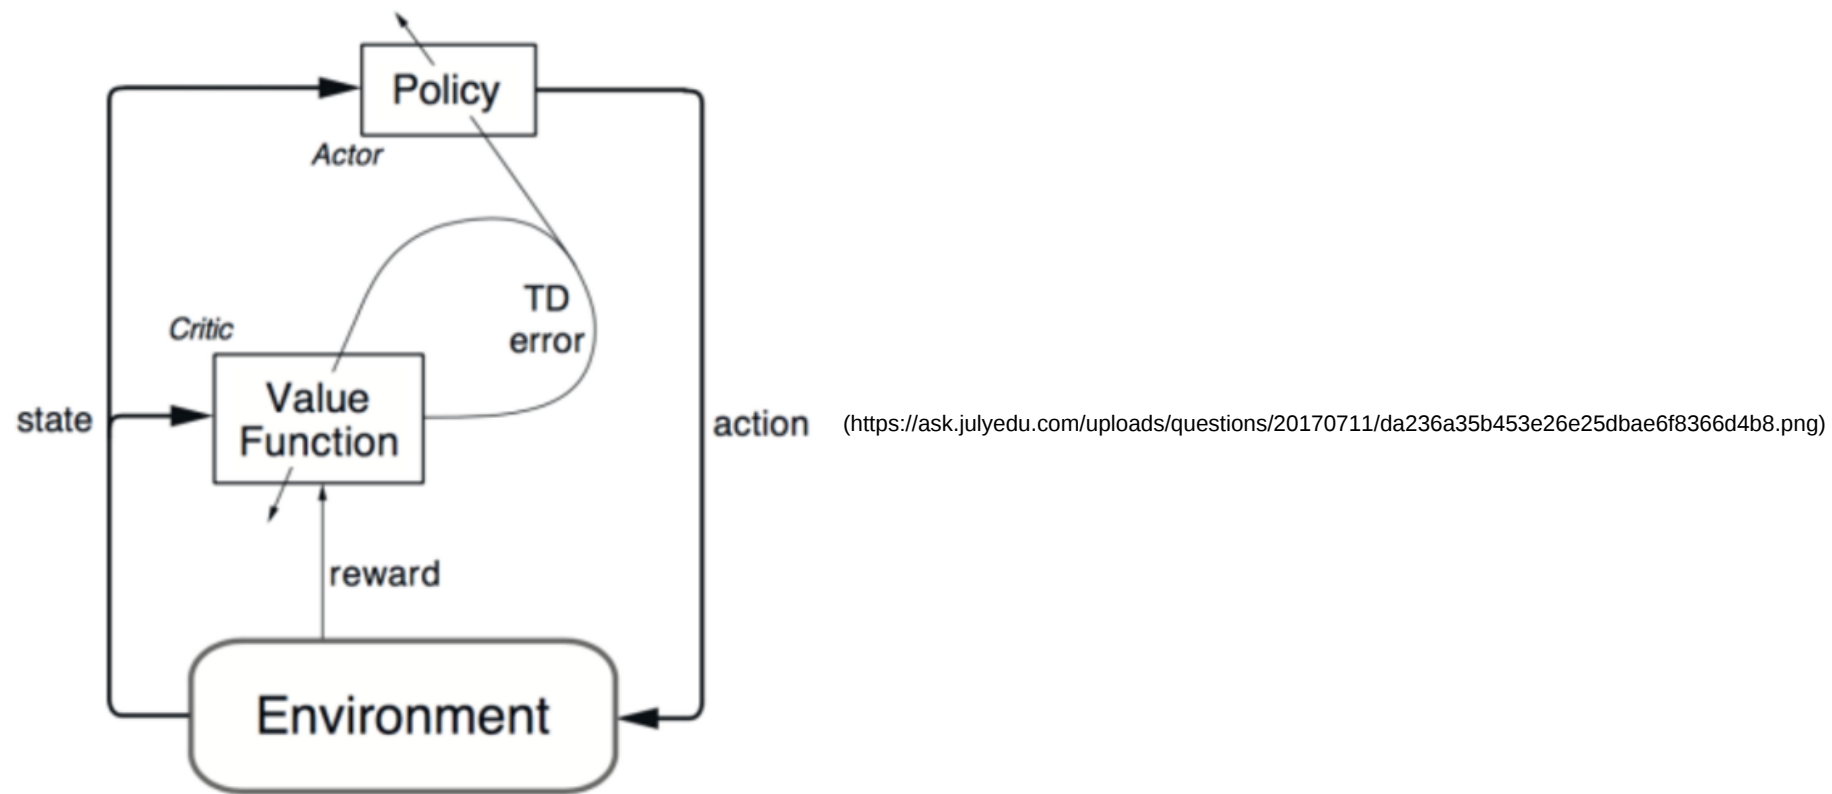 Policy
Actor
TD
error
Critic
Value
Function
state
action
(https://ask.julyedu.com/uploads/questions/20170711/da236a35b453e26e25dbae6f8366d4b8.png)
reward
Environment